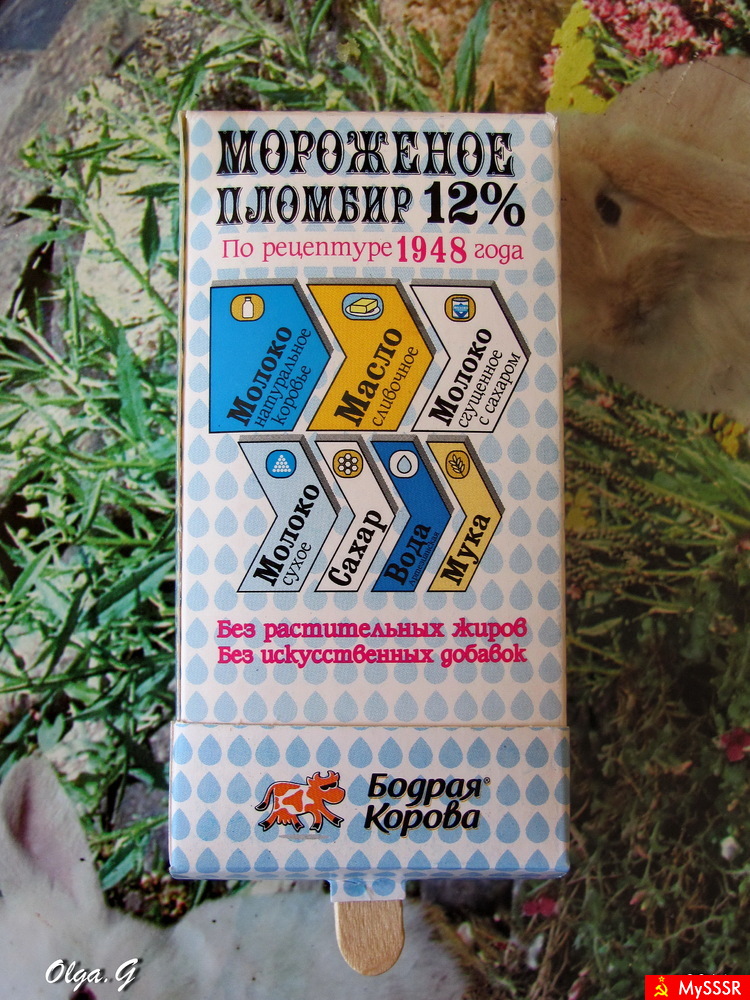 МОРОЖЕНОЕ
ПЛОМБИР 12%
По рецептуре 1948 года
Молоко
натуральное
коровье
Масло
сливочное
Молоко
сгущенное
с сахаром
Молоко
сухое
Сахар
Вода
Мука
Без растительных жиров
Без искусственных добавок
Бодрая®
Корова
Olga.G
MySSSR